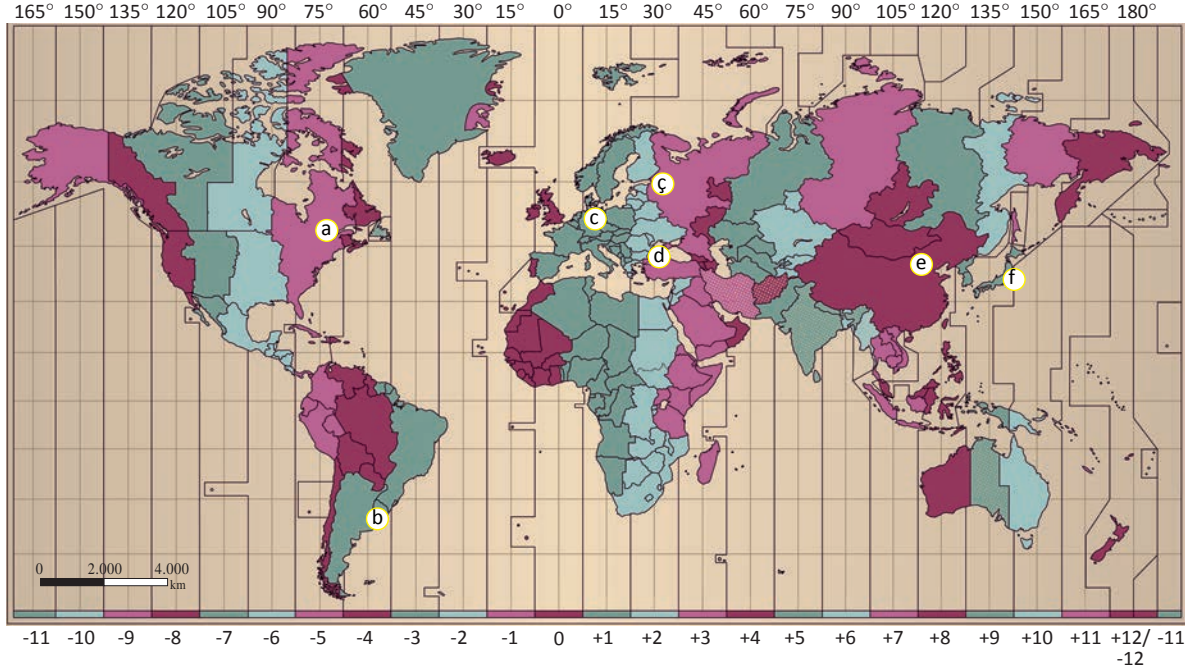 165° 150° 135° 105° 90° 75° 60° 45° 30° 15° 0° 15° 30° 45° 60° 75° 90° 105° 120° 135° 150° 165° 180°
ç
c
a
d
e
f
b
0 2.000 4.000
km
-11 -10 -9 -8 -7 -6 -5 -4 -3 -2 -1 0 +1 +2 +3 +4 +5 +6 +7 +8 +9 +10 +11 +12/ -11
-12